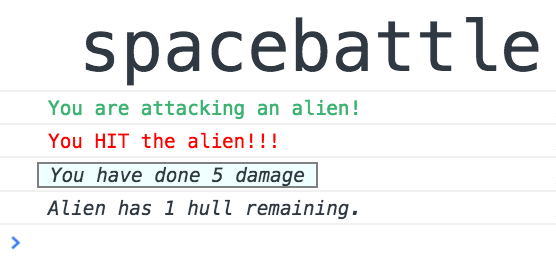 spacebattle
You are attacking an alien!
You HIT the alien!!!
You have done 5 damage
Alien has 1 hull remaining.